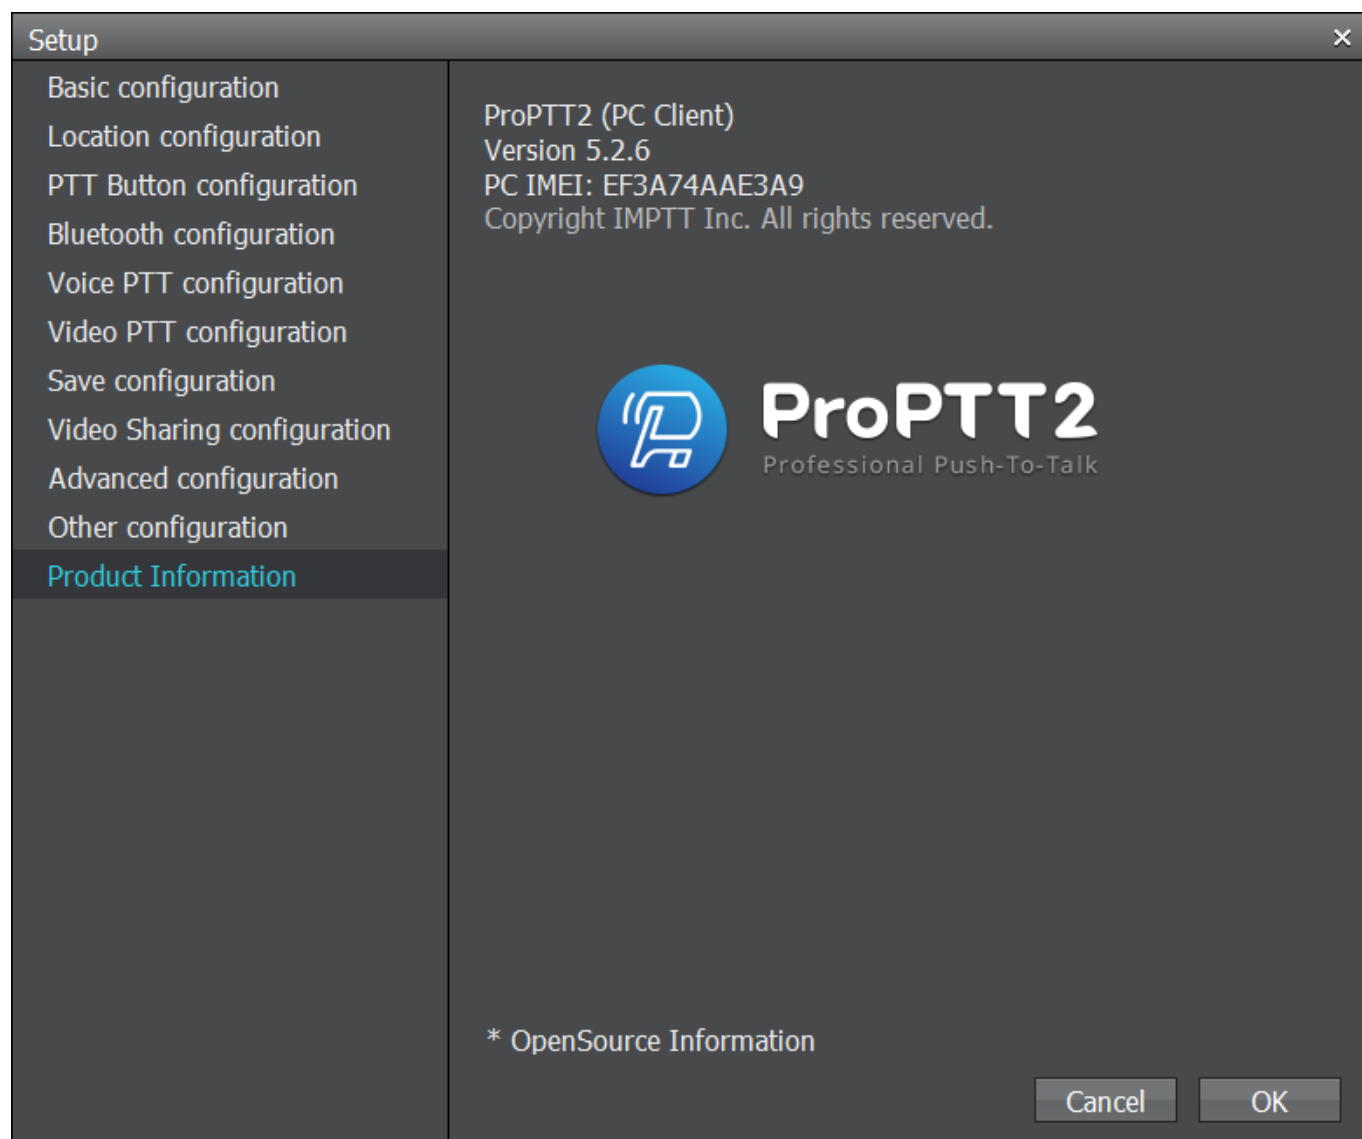 Setup
Basic configuration
Location configuration
PTT Button configuration
Bluetooth configuration
Voice PTT configuration
Video PTT configuration
Save configuration
Video Sharing configuration
Advanced configuration
Other configuration
Product Information
ProPTT2 (PC Client)
Version 5.2.6
PC IMEI: EF3A74AAE3A9
Copyright IMPTT Inc. All rights reserved.
ProPTT2
Professional Push-To-Talk
* OpenSource Information
Cancel
OK